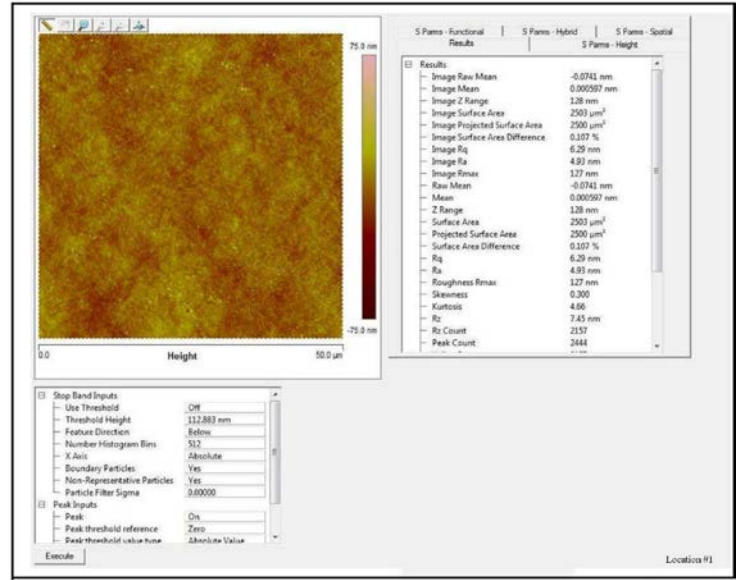 75.0 nm
-75.0 nm
0.0 Height 50.0 µm
S Parms - Functional S Parms - Hybrid S Parms - Spatial
Results S Parms - Height
Results
Image Raw Mean -0.0741 nm
Image Mean 0.000597 nm
Image Z Range 128 nm
Image Surface Area 2503 µm²
Image Projected Surface Area 2500 µm²
Image Surface Area Difference 0.107 %
Image Rq 6.29 nm
Image Ra 4.93 nm
Image Rmax 127 nm
Raw Mean -0.0741 nm
Mean 0.000597 nm
Z Range 128 nm
Surface Area 2503 µm²
Projected Surface Area 2500 µm²
Surface Area Difference 0.107 %
Rq 6.29 nm
Ra 4.93 nm
Roughness Rmax 127 nm
Skewness 0.300
Kurtosis 4.66
Rz 7.45 nm
Rz Count 2157
Peak Count 2444
Stop Band Inputs
Use Threshold Off
Threshold Height 112.883 nm
Feature Direction Below
Number Histogram Bins 512
X Axis Absolute
Boundary Particles Yes
Non-Representative Particles Yes
Particle Filter Sigma 0.00000
Peak Inputs
Peak On
Peak threshold reference Zero
Peak threshold value type Absolute Value
Execute
Location #1